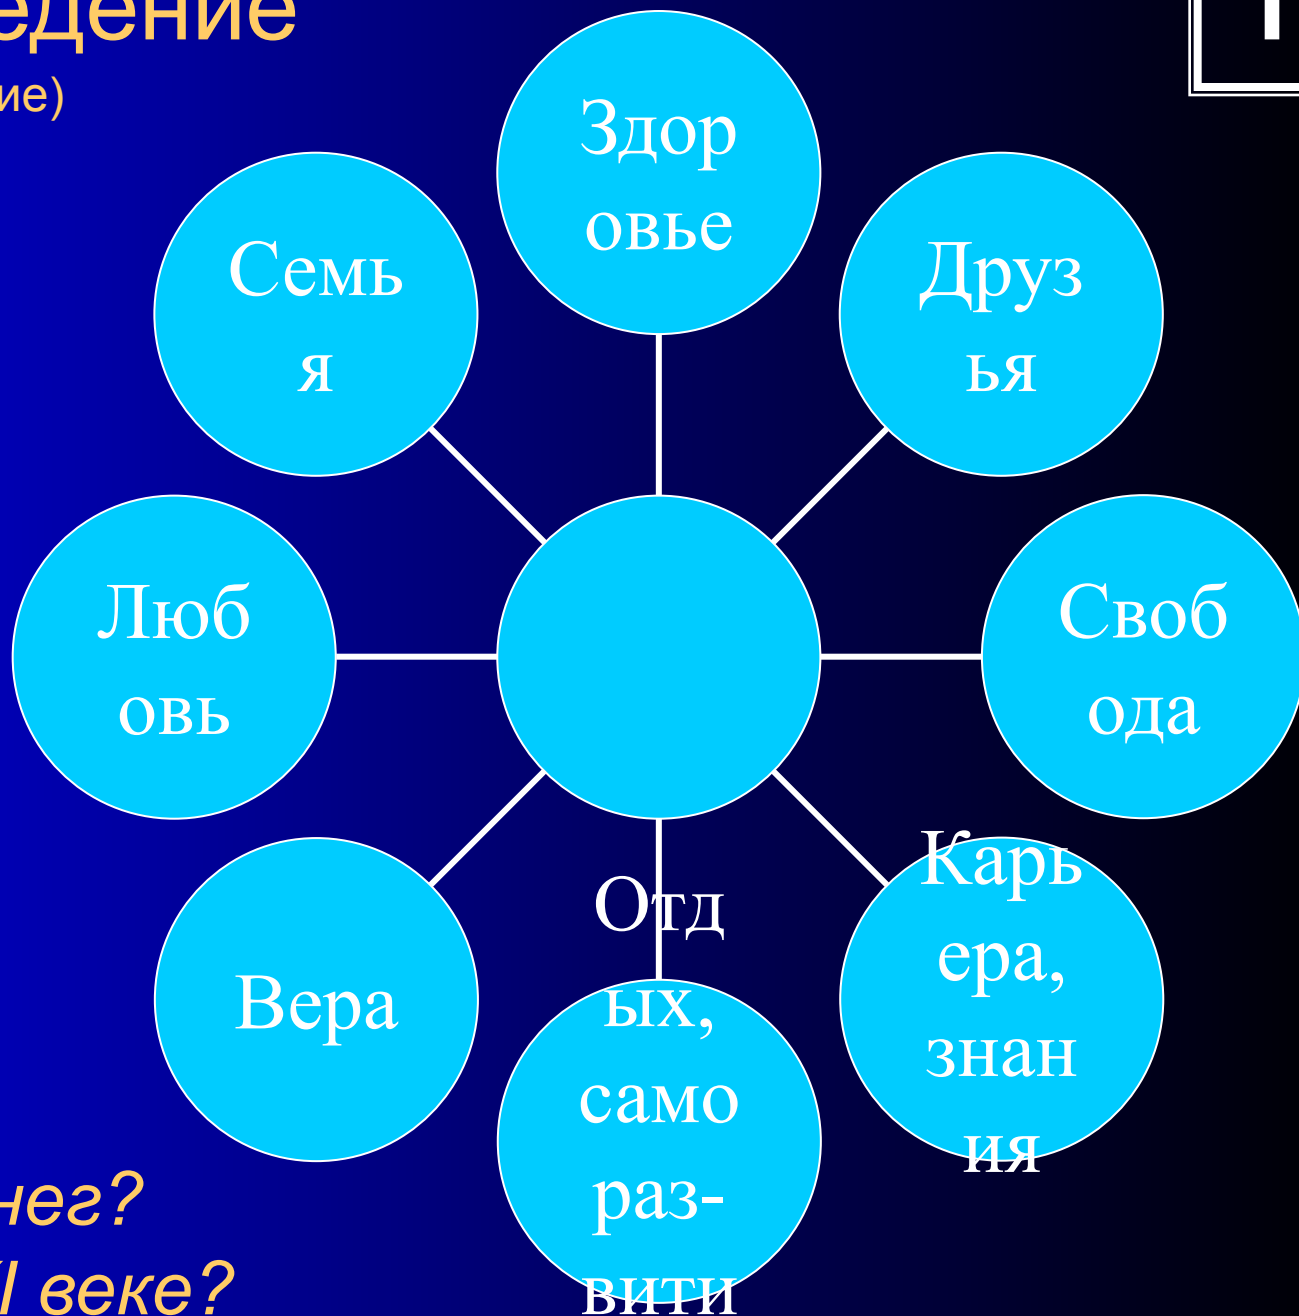 едение
ие)
Здор
овье
Семь
я
Друз
ья
Люб
овь
Своб
ода
Вера
Отд
ых,
само
раз-
вити
Карь
ера,
знан
ия
нег?
I веке?